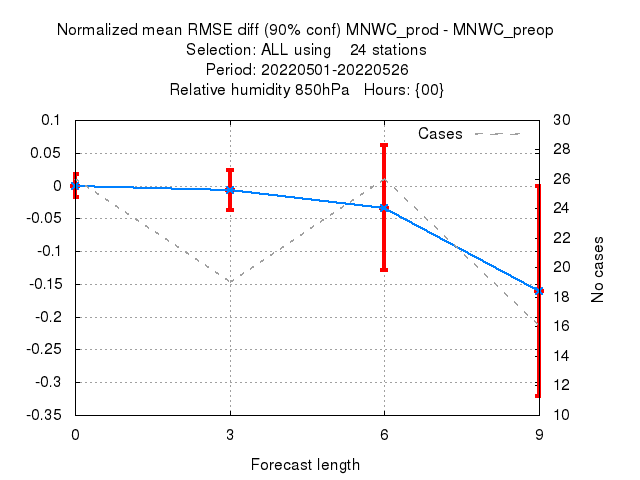 Normalized mean RMSE diff (90% conf) MNWC_prod - MNWC_preop
Selection: ALL using    24 stations
Period: 20220501-20220526
Relative humidity 850hPa   Hours: {00}
0.1
0.05
0
-0.05
-0.1
-0.15
-0.2
-0.25
-0.3
-0.35
Cases
30
28
26
24
22
20
18
16
14
12
10
No cases
0 3 6 9
Forecast length